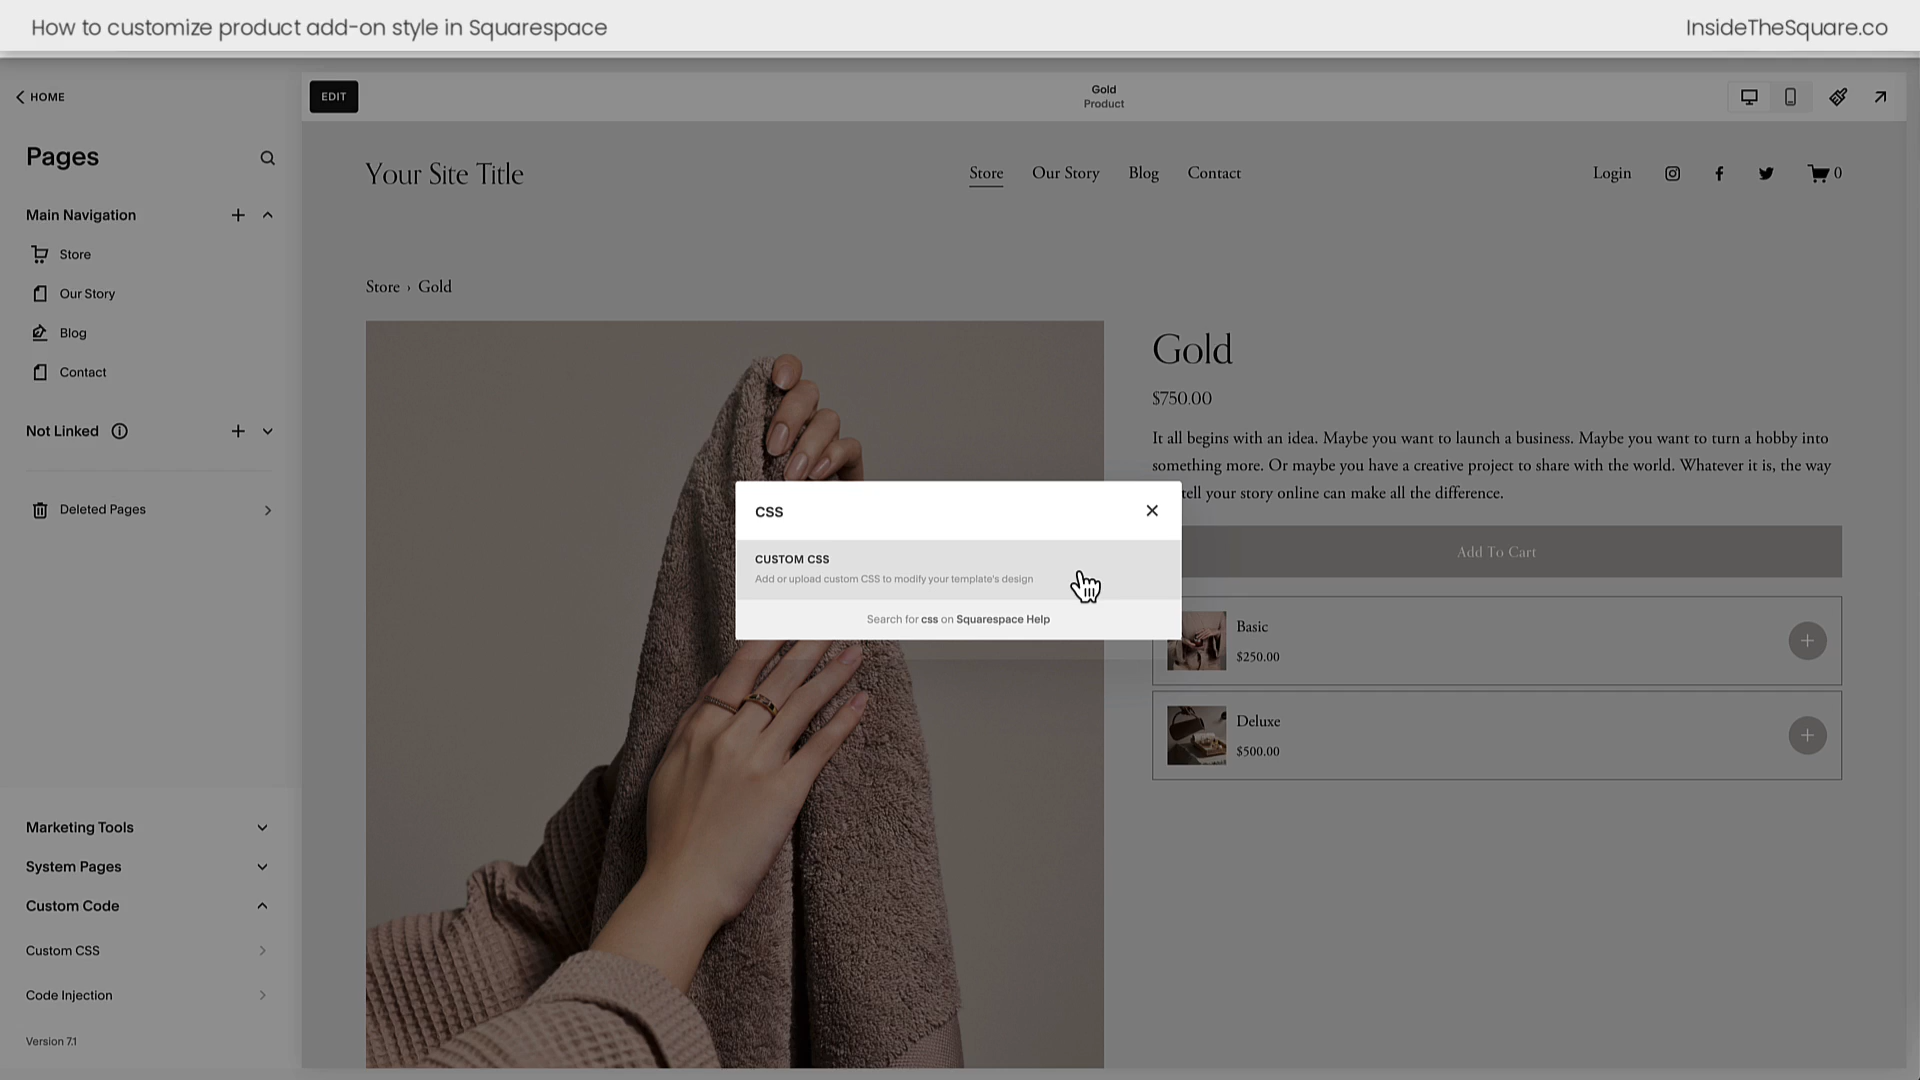 How to customize product add-on style in Squarespace
InsideTheSquare.co
HOME
EDIT
Gold
Product
Pages
Main Navigation
Store
Our Story
Blog
Contact
Not Linked
Deleted Pages
Marketing Tools
System Pages
Custom Code
Custom CSS
Code Injection
Version 7.1
Your Site Title
Store
Our Story
Blog
Contact
Login
0
Store › Gold
Gold
$750.00
It all begins with an idea. Maybe you want to launch a business. Maybe you want to turn a hobby into
something more. Or maybe you have a creative project to share with the world. Whatever it is, the way
tell your story online can make all the difference.
Add To Cart
Basic
$250.00
Deluxe
$500.00
CSS
CUSTOM CSS
Add or upload custom CSS to modify your template's design
Search for css on Squarespace Help